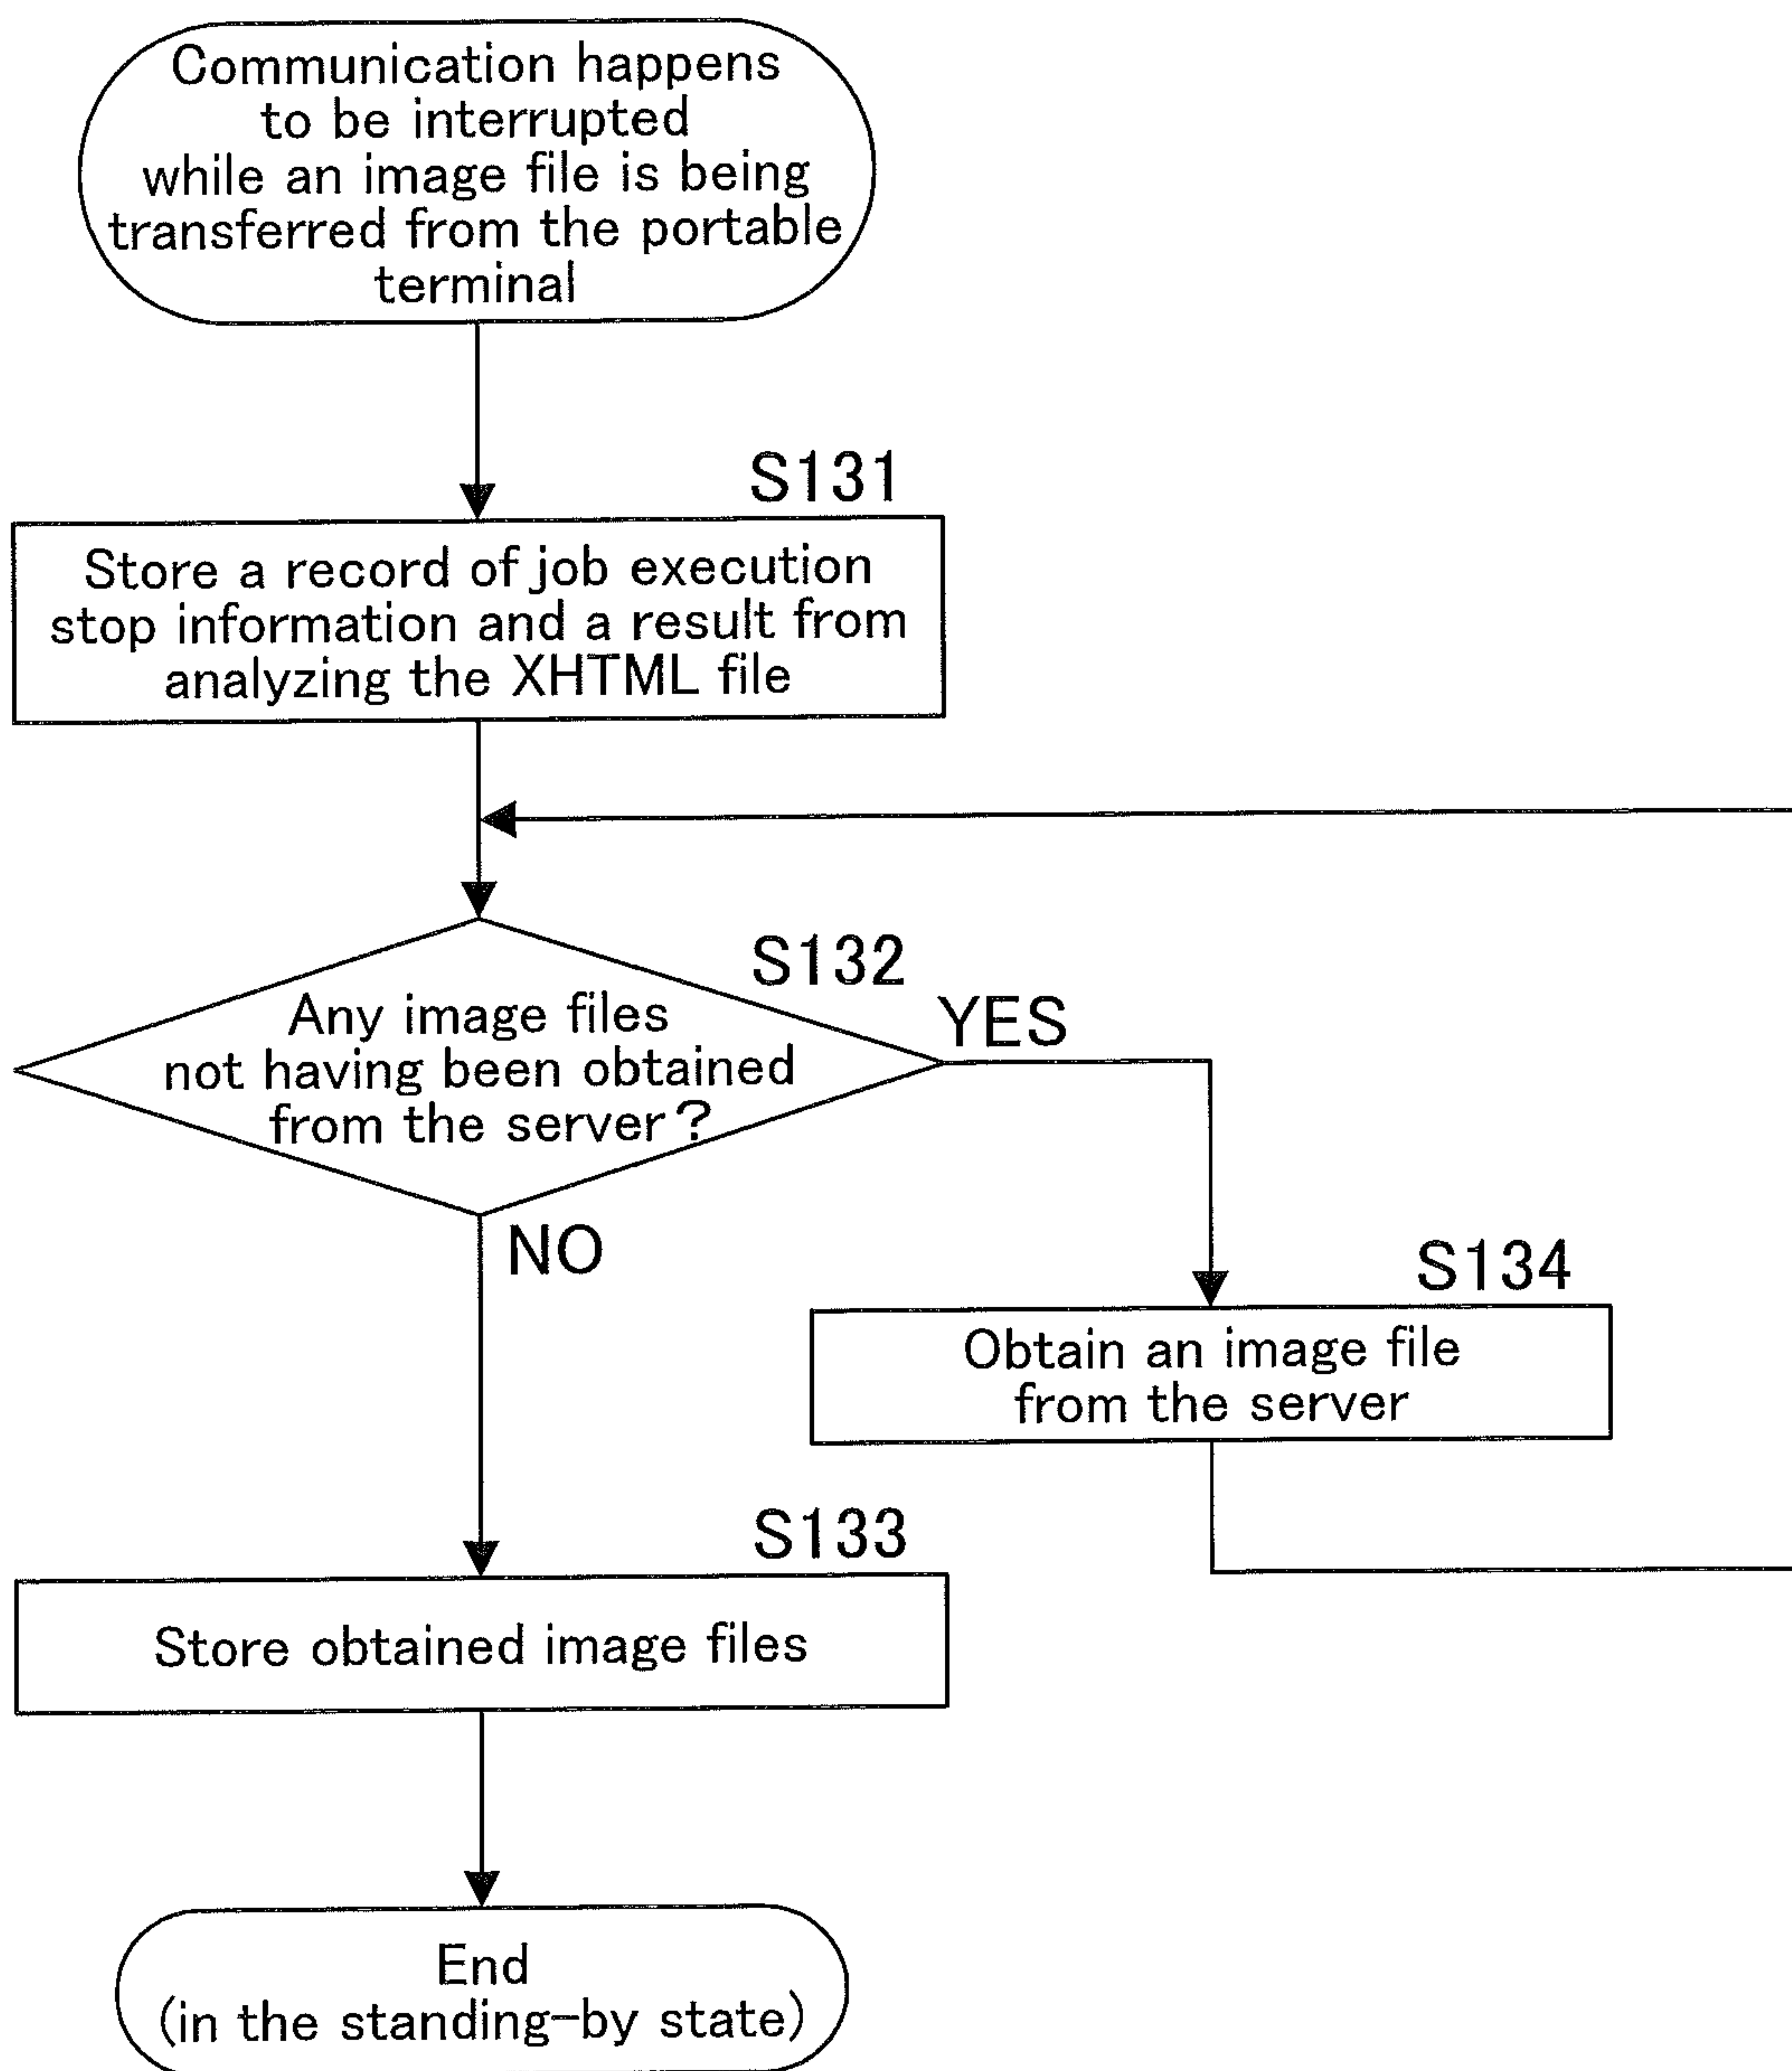 Communication happens
to be interrupted
while an image file is being
transferred from the portable
terminal
S131
Store a record of job execution
stop information and a result from
analyzing the XHTML file
S132
Any image files
not having been obtained
from the server?
YES
NO
S134
Obtain an image file
from the server
S133
Store obtained image files
End
(in the standing-by state)